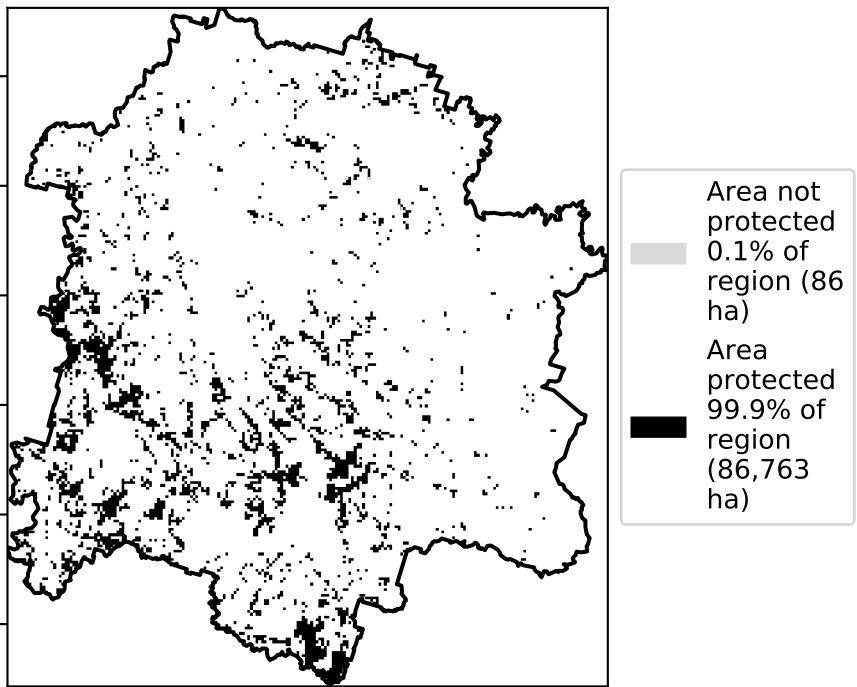 Area not
protected
0.1% of
region (86
ha)
Area
protected
99.9% of
region
(86,763
ha)